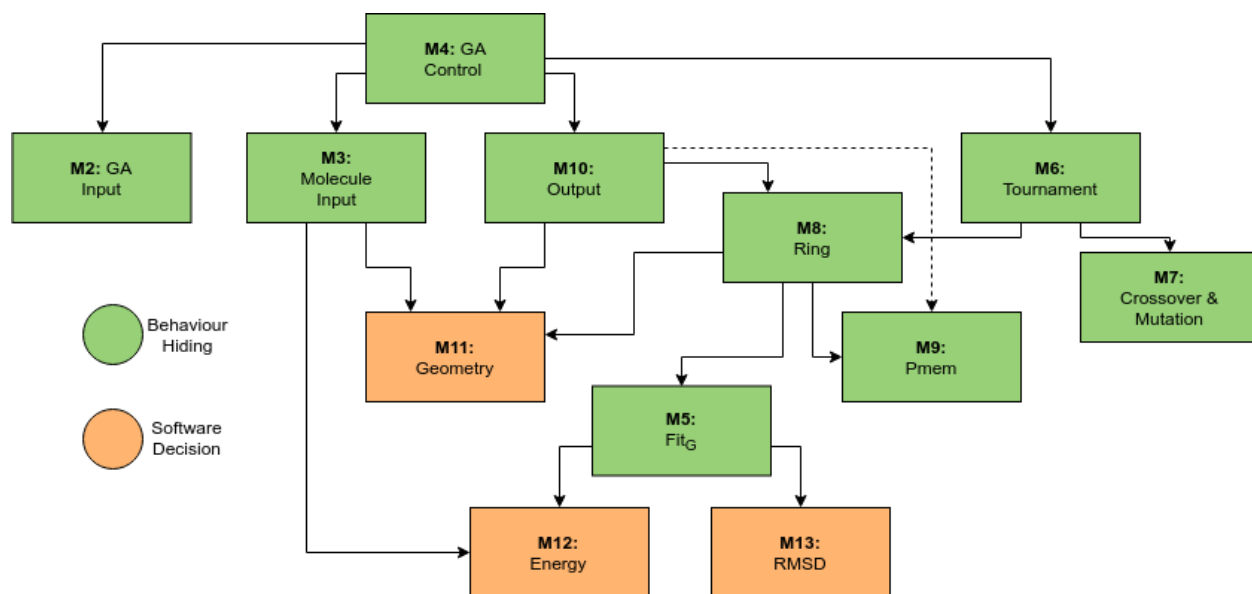 M4: GA
Control
M2: GA
Input
M3:
Molecule
Input
M10:
Output
M6:
Tournament
M8:
Ring
M7:
Crossover &
Mutation
Behaviour
Hiding
M11:
Geometry
M9:
Pmem
Software
Decision
M5:
FitG
M12:
Energy
M13:
RMSD